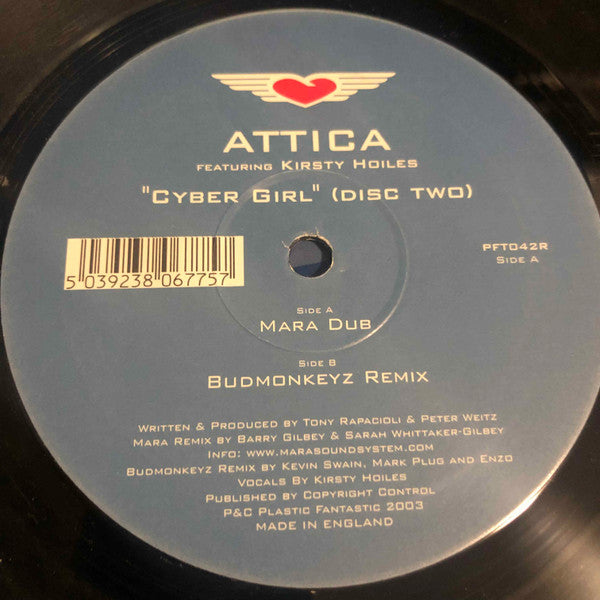 ATTICA
FEATURING KIRSTY HOILES
"CYBER GIRL" (DISC TWO)
5 039238 067757
PFT042R
SIDE A
SIDE A
MARA DUB
SIDE B
BUDMONKEYZ REMIX
WRITTEN & PRODUCED BY TONY RAPACIOLI & PETER WEITZ
MARA REMIX BY BARRY GILBEY & SARAH WHITTAKER-GILBEY
INFO: WWW.MARASOUNDSYSTEM.COM
BUDMONKEYZ REMIX BY KEVIN SWAIN, MARK PLUG AND ENZO
VOCALS BY KIRSTY HOILES
PUBLISHED BY COPYRIGHT CONTROL
P&C PLASTIC FANTASTIC 2003
MADE IN ENGLAND